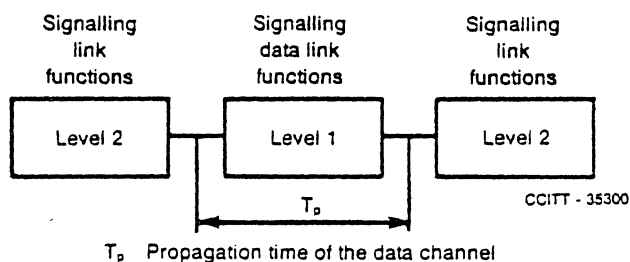 Signalling
link
functions
Signalling
data link
functions
Signalling
link
functions
Level 2
Level 1
Level 2
Tp
CCITT - 35300
Tp Propagation time of the data channel